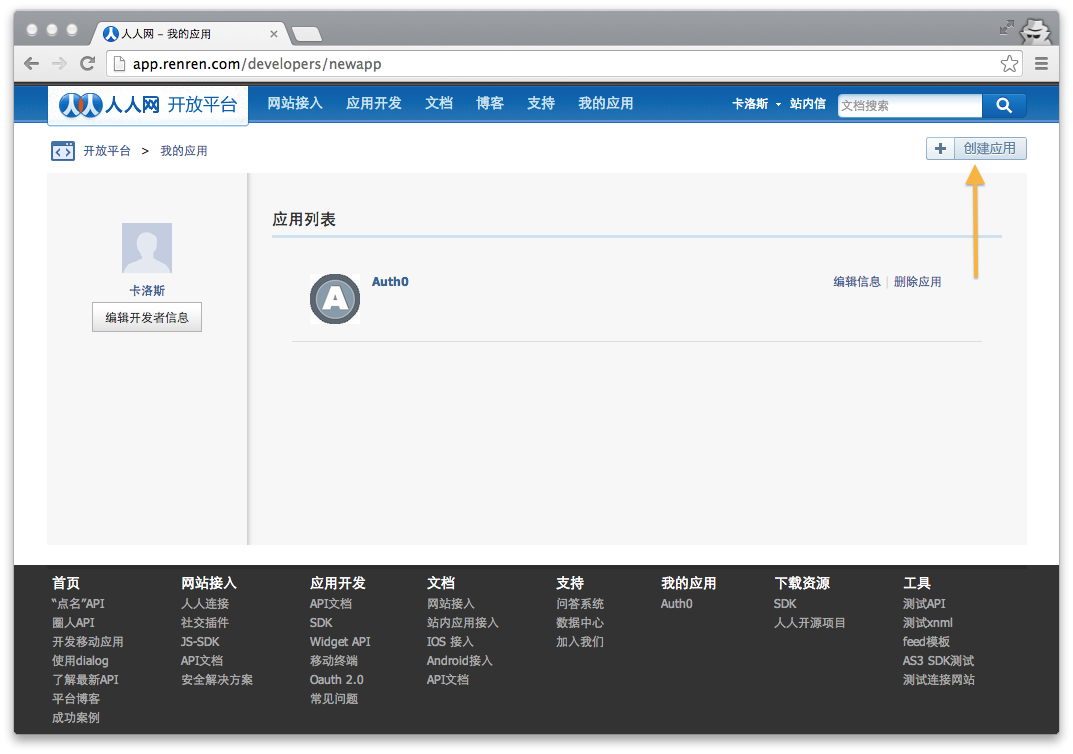 人人网 – 我的应用
app.renren.com/developers/newapp
人人网 开放平台 网站接入 应用开发 文档 博客 支持 我的应用 卡洛斯 站内信 文档搜索
开放平台 > 我的应用 + 创建应用
应用列表
A Auth0 编辑信息 | 删除应用
卡洛斯
编辑开发者信息
首页 网站接入 应用开发 文档 支持 我的应用 下载资源 工具
“点名”API 人人连接 API文档 网站接入 问答系统 Auth0 SDK 测试API
圈人API 社交插件 SDK 站内应用接入 数据中心 人人开源项目 测试xnml
开发移动应用 JS-SDK Widget API IOS 接入 加入我们 feed模板
使用dialog API文档 移动终端 Android接入 AS3 SDK测试
了解最新API 安全解决方案 Oauth 2.0 API文档 测试连接网站
平台博客 常见问题
成功案例